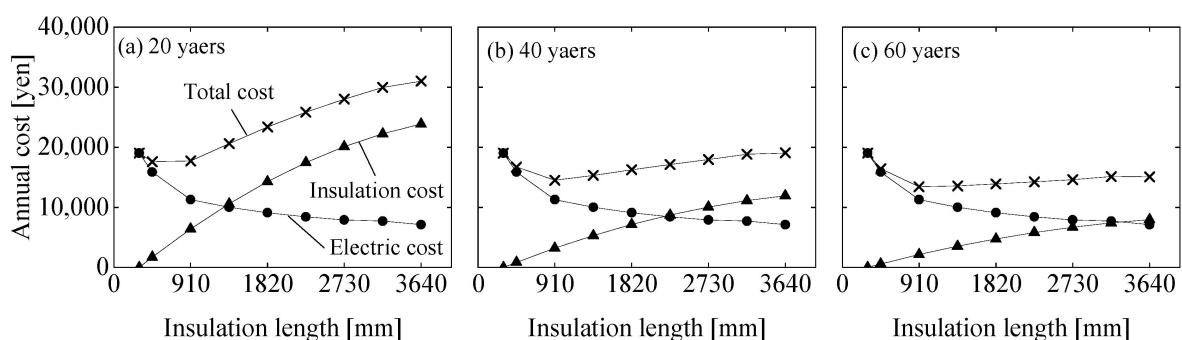 Annual cost [yen]
40,000
30,000
20,000
10,000
0
(a) 20 yaers
Total cost
Insulation cost
Electric cost
0 910 1820 2730 3640
Insulation length [mm]
(b) 40 yaers
0 910 1820 2730 3640
Insulation length [mm]
(c) 60 yaers
0 910 1820 2730 3640
Insulation length [mm]